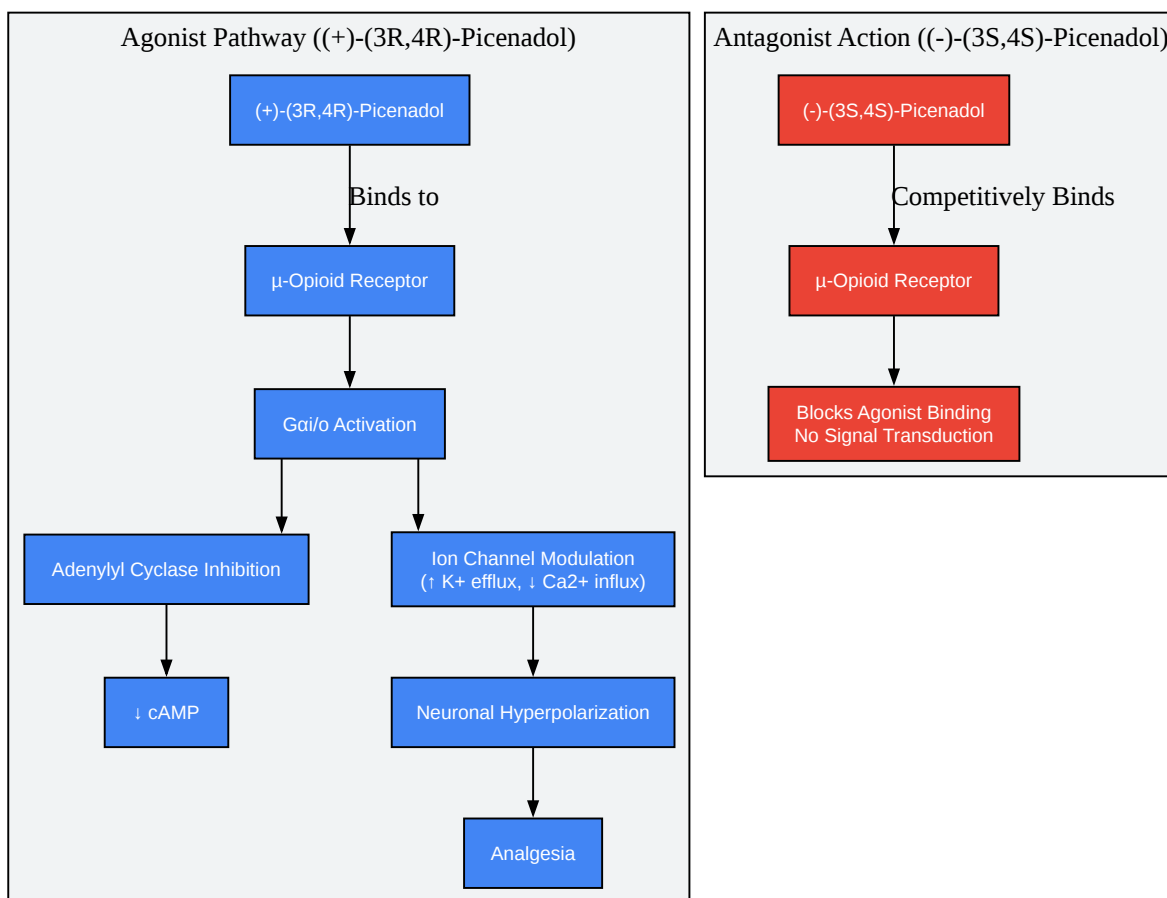 Agonist Pathway ((+)-(3R,4R)-Picenadol)
(+)-(3R,4R)-Picenadol
Binds to
µ-Opioid Receptor
Gαi/o Activation
Adenylyl Cyclase Inhibition
Ion Channel Modulation
(↑ K+ efflux, ↓ Ca2+ influx)
↓ cAMP
Neuronal Hyperpolarization
Analgesia
Antagonist Action ((-)-(3S,4S)-Picenadol)
(-)-(3S,4S)-Picenadol
Competitively Binds
µ-Opioid Receptor
Blocks Agonist Binding
No Signal Transduction